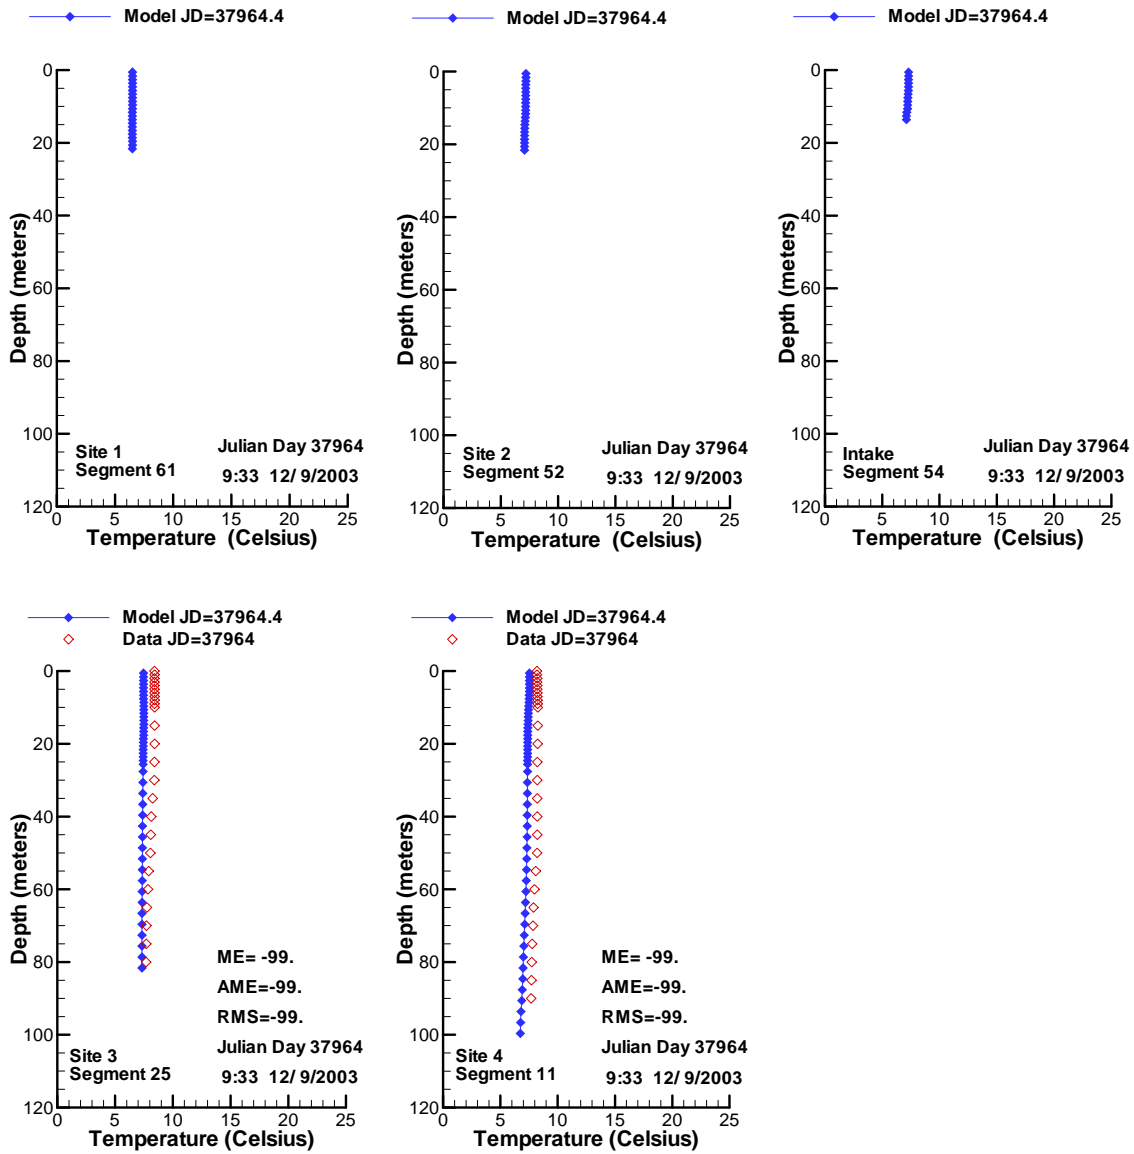 Model JD=37964.4
0
20
40
60
80
100
120
Depth (meters)
Site 1
Segment 61
Julian Day 37964
9:33 12/ 9/2003
0 5 10 15 20 25
Temperature (Celsius)
Model JD=37964.4
0
20
40
60
80
100
120
Depth (meters)
Site 2
Segment 52
Julian Day 37964
9:33 12/ 9/2003
0 5 10 15 20 25
Temperature (Celsius)
Model JD=37964.4
0
20
40
60
80
100
120
Depth (meters)
Intake
Segment 54
Julian Day 37964
9:33 12/ 9/2003
0 5 10 15 20 25
Temperature (Celsius)
Model JD=37964.4
Data JD=37964
0
20
40
60
80
100
120
Depth (meters)
ME= -99.
AME=-99.
RMS=-99.
Site 3
Segment 25
Julian Day 37964
9:33 12/ 9/2003
0 5 10 15 20 25
Temperature (Celsius)
Model JD=37964.4
Data JD=37964
0
20
40
60
80
100
120
Depth (meters)
ME= -99.
AME=-99.
RMS=-99.
Site 4
Segment 11
Julian Day 37964
9:33 12/ 9/2003
0 5 10 15 20 25
Temperature (Celsius)